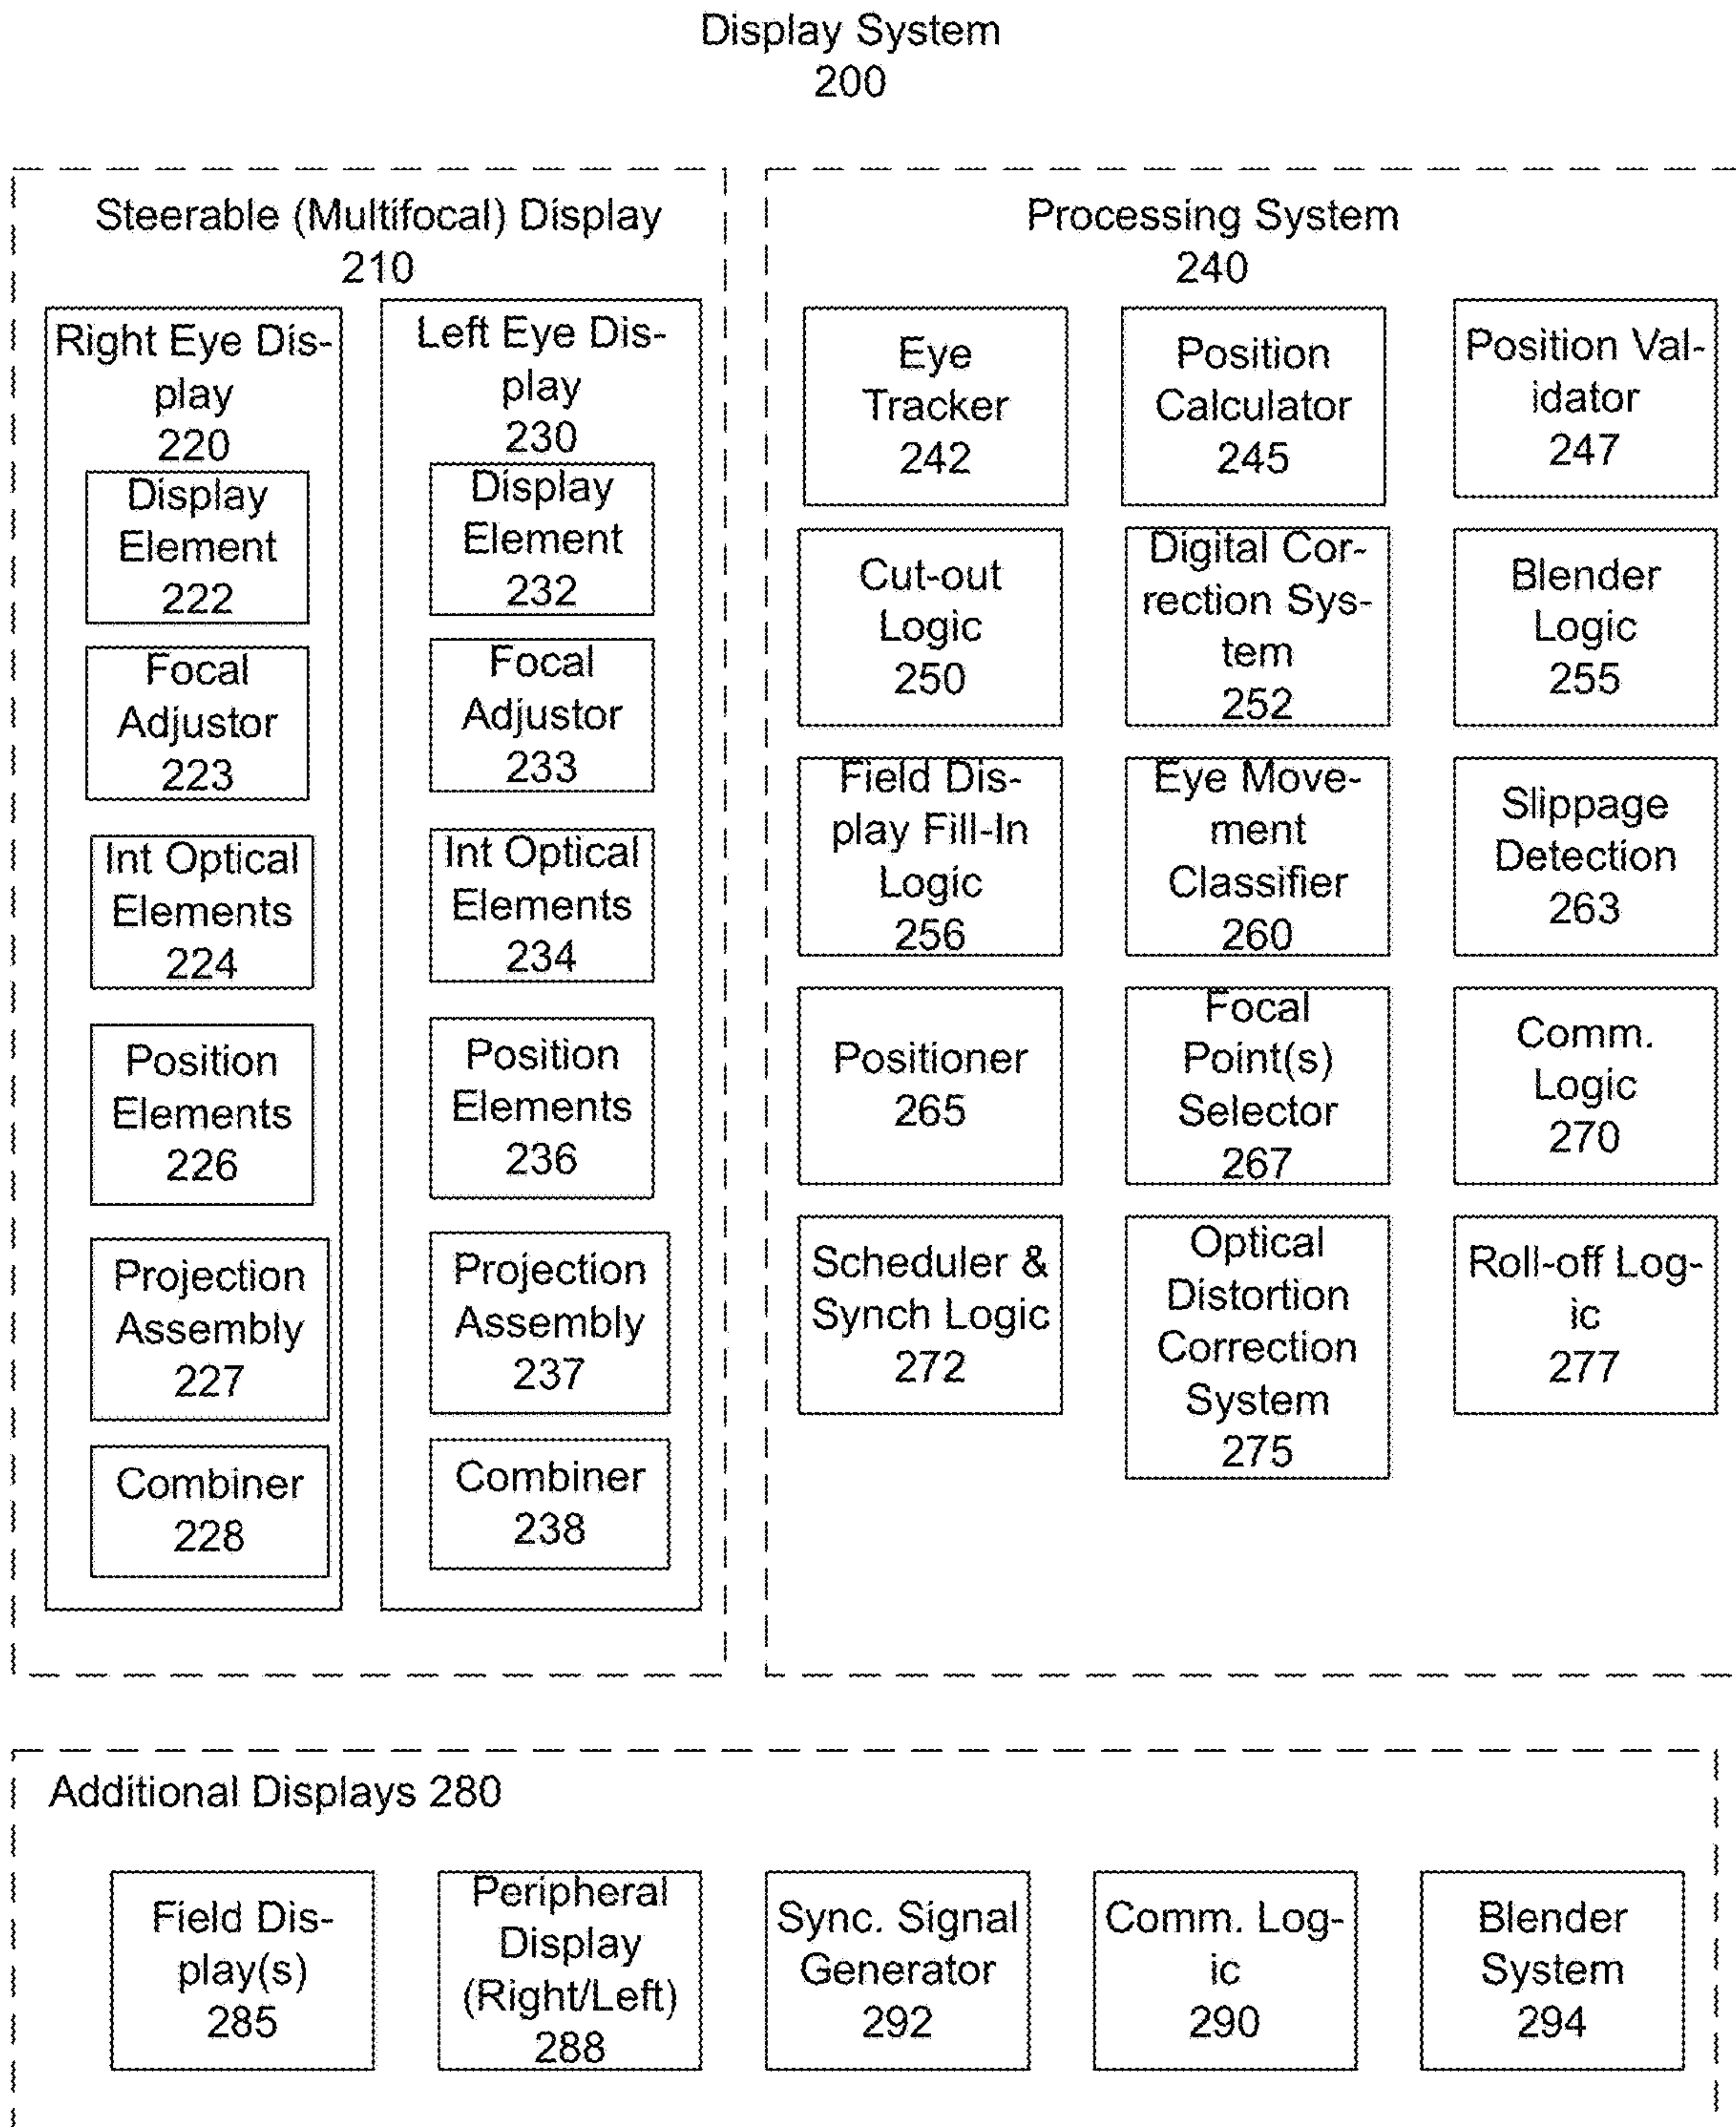 Display System
200
Steerable (Multifocal) Display
210
Right Eye Dis-
play
220
Display
Element
222
Focal
Adjustor
223
Int Optical
Elements
224
Position
Elements
226
Projection
Assembly
227
Combiner
228
Left Eye Dis-
play
230
Display
Element
232
Focal
Adjustor
233
Int Optical
Elements
234
Position
Elements
236
Projection
Assembly
237
Combiner
238
Processing System
240
Eye
Tracker
242
Position
Calculator
245
Position Val-
idator
247
Cut-out
Logic
250
Digital Cor-
rection Sys-
tem
252
Blender
Logic
255
Field Dis-
play Fill-In
Logic
256
Eye Move-
ment
Classifier
260
Slippage
Detection
263
Positioner
265
Focal
Point(s)
Selector
267
Comm.
Logic
270
Scheduler &
Synch Logic
272
Optical
Distortion
Correction
System
275
Roll-off Log-
ic
277
Additional Displays 280
Field Dis-
play(s)
285
Peripheral
Display
(Right/Left)
288
Sync. Signal
Generator
292
Comm. Log-
ic
290
Blender
System
294